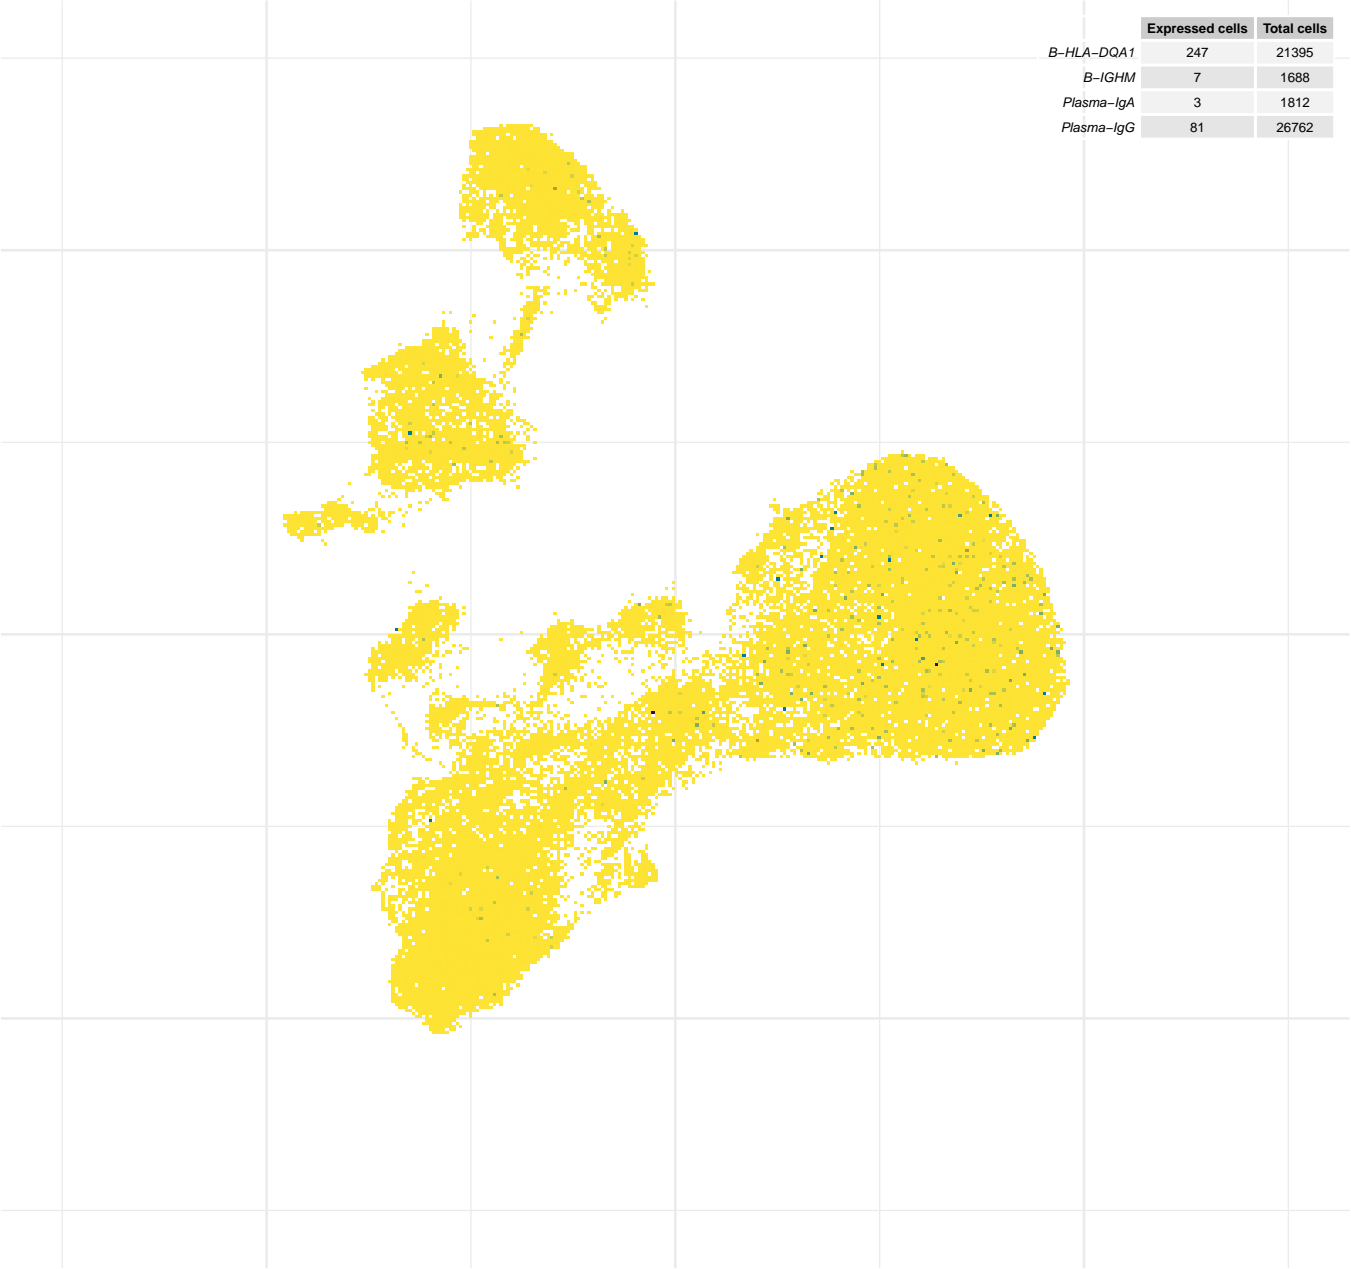 Expressed cells Total cells
B−HLA−DQA1 247 21395
B−IGHM 7 1688
Plasma−IgA 3 1812
Plasma−IgG 81 26762